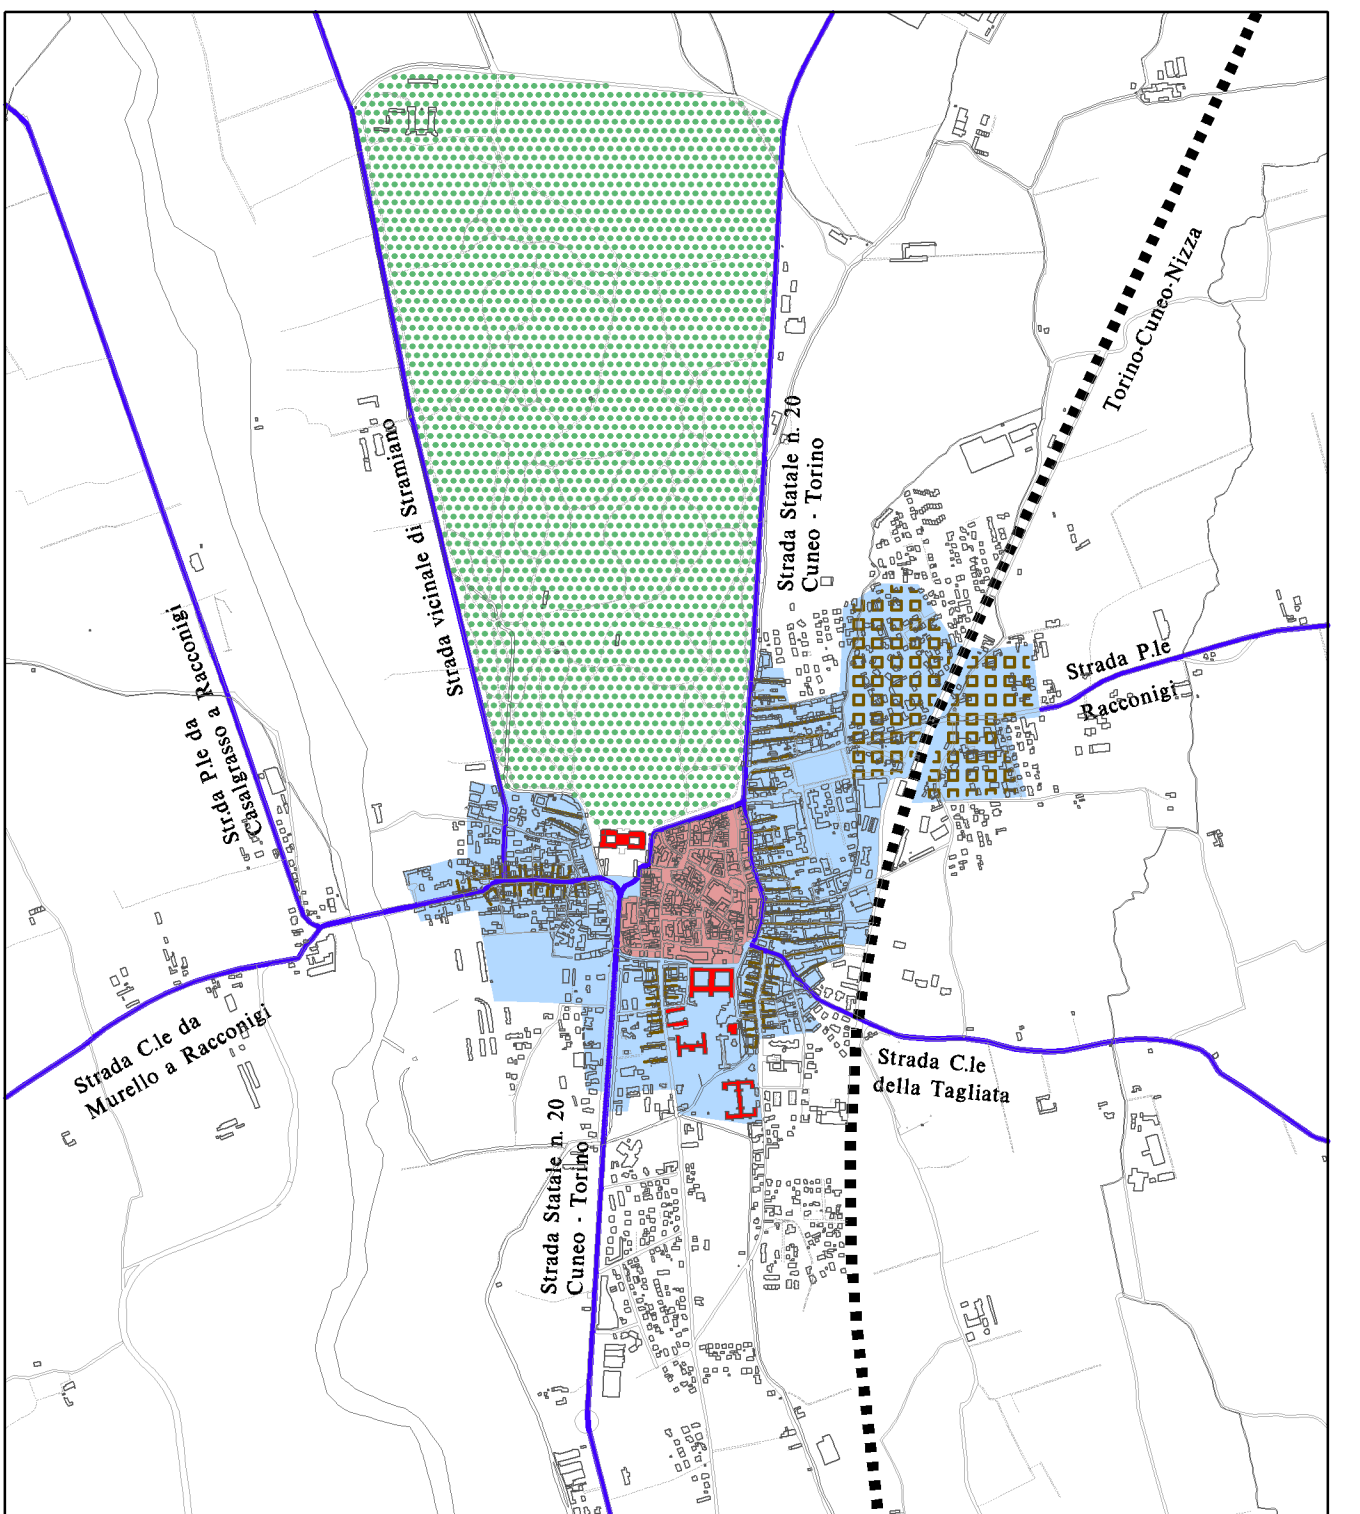 Torino-Cuneo-Nizza
Strada Statale n. 20
Cuneo - Torino
Strada vicinale di Stramiano
Strada P.le da
Casalgrasso a Racconigi
Strada P.le
Racconigi
Strada C.le da
Murello a Racconigi
Strada C.le
della Tagliata
Strada Statale n. 20
Cuneo - Torino